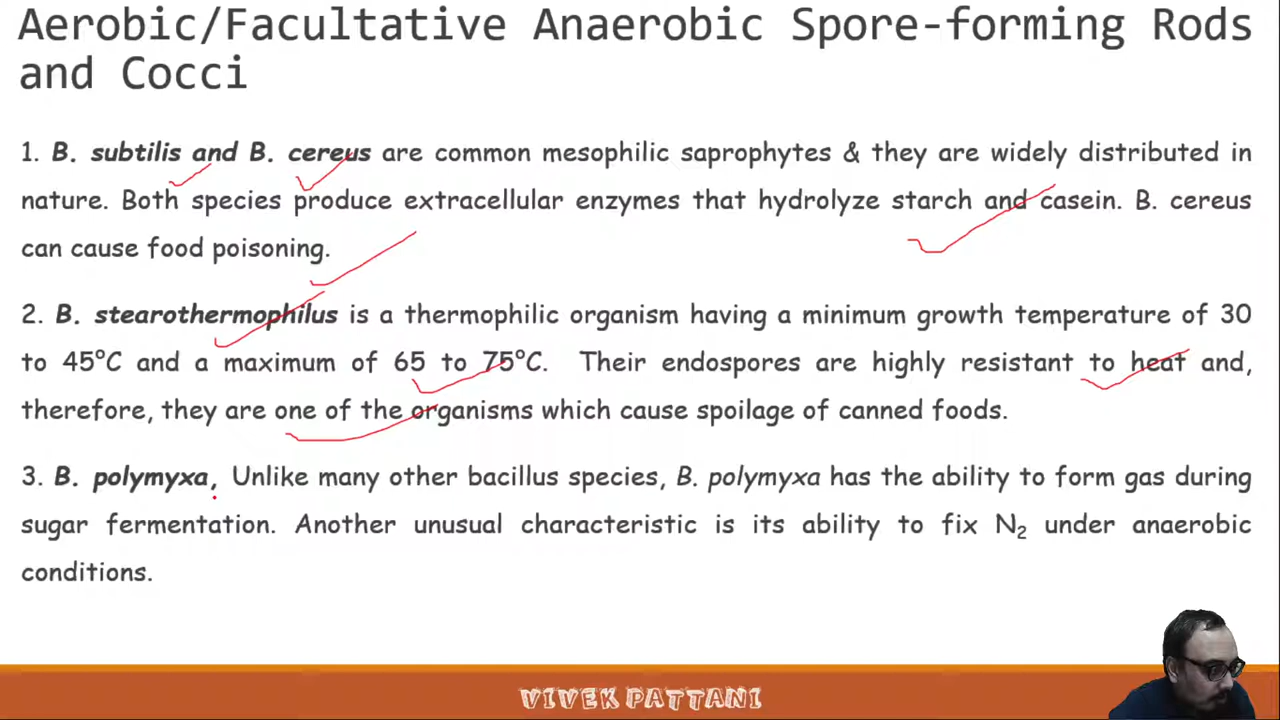 Aerobic/Facultative Anaerobic Spore-forming Rods
and Cocci
1. B. subtilis and B. cereus are common mesophilic saprophytes & they are widely distributed in
nature. Both species produce extracellular enzymes that hydrolyze starch and casein. B. cereus
can cause food poisoning.
2. B. stearothermophilus is a thermophilic organism having a minimum growth temperature of 30
to 45°C and a maximum of 65 to 75°C. Their endospores are highly resistant to heat and,
therefore, they are one of the organisms which cause spoilage of canned foods.
3. B. polymyxa, Unlike many other bacillus species, B. polymyxa has the ability to form gas during
sugar fermentation. Another unusual characteristic is its ability to fix N₂ under anaerobic
conditions.
VIVEK PATTANI